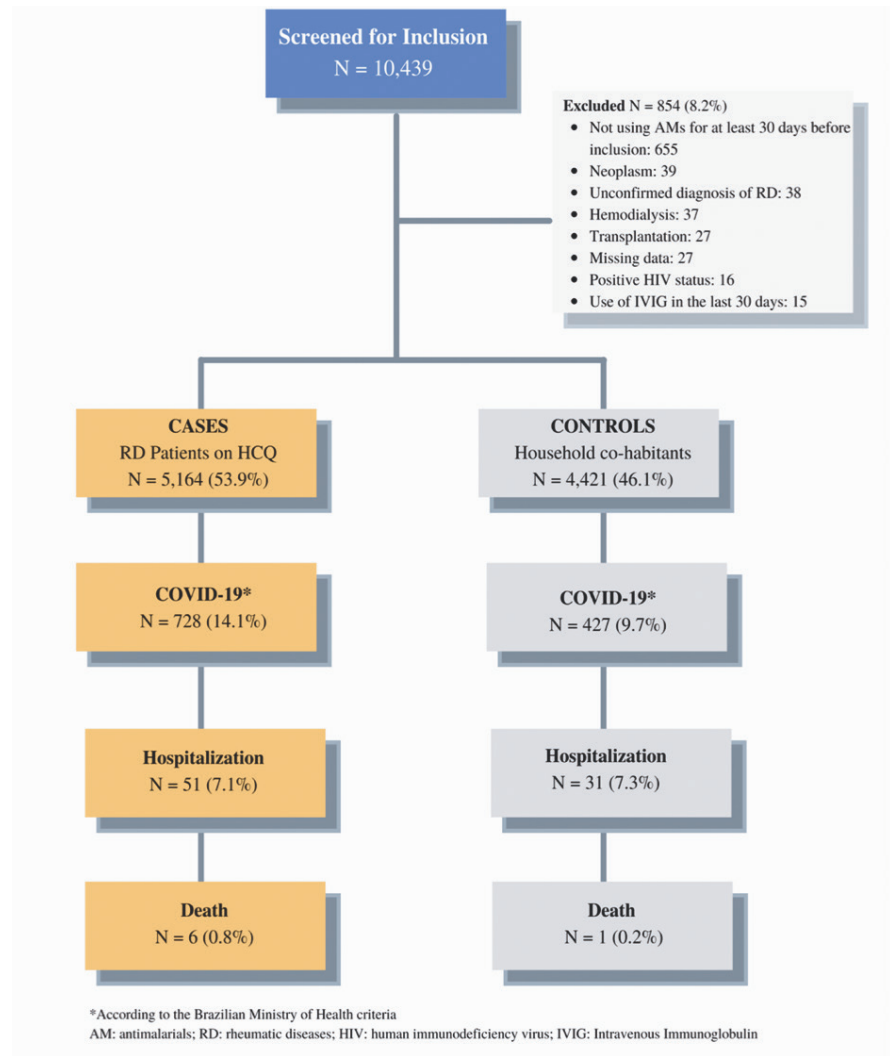 Screened for Inclusion
N = 10,439
Excluded N = 854 (8.2%)
• Not using AMs for at least 30 days before
inclusion: 655
• Neoplasm: 39
• Unconfirmed diagnosis of RD: 38
• Hemodialysis: 37
• Transplantation: 27
• Missing data: 27
• Positive HIV status: 16
• Use of IVIG in the last 30 days: 15
CASES
RD Patients on HCQ
N = 5,164 (53.9%)
CONTROLS
Household co-habitants
N = 4,421 (46.1%)
COVID-19*
N = 728 (14.1%)
COVID-19*
N = 427 (9.7%)
Hospitalization
N = 51 (7.1%)
Hospitalization
N = 31 (7.3%)
Death
N = 6 (0.8%)
Death
N = 1 (0.2%)
*According to the Brazilian Ministry of Health criteria
AM: antimalarials; RD: rheumatic diseases; HIV: human immunodeficiency virus; IVIG: Intravenous Immunoglobulin